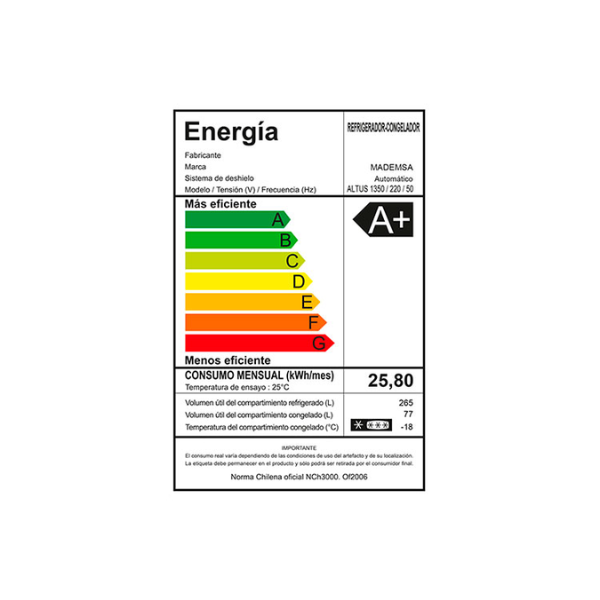 Energía
REFRIGERADOR-CONGELADOR
Fabricante
Marca MADEMSA
Sistema de deshielo Automático
Modelo / Tensión (V) / Frecuencia (Hz) ALTUS 1350 / 220 / 50
Más eficiente
A+
A
B
C
D
E
F
G
Menos eficiente
CONSUMO MENSUAL (kWh/mes) 25,80
Temperatura de ensayo : 25°C
Volumen útil del compartimiento refrigerado (L) 265
Volumen útil del compartimiento congelado (L) 77
Temperatura del compartimiento congelado (°C) -18
IMPORTANTE
El consumo real varía dependiendo de las condiciones de uso del artefacto y de su localización.
La etiqueta debe permanecer en el producto y sólo podrá ser retirada por el consumidor final.
Norma Chilena oficial NCh3000. Of2006